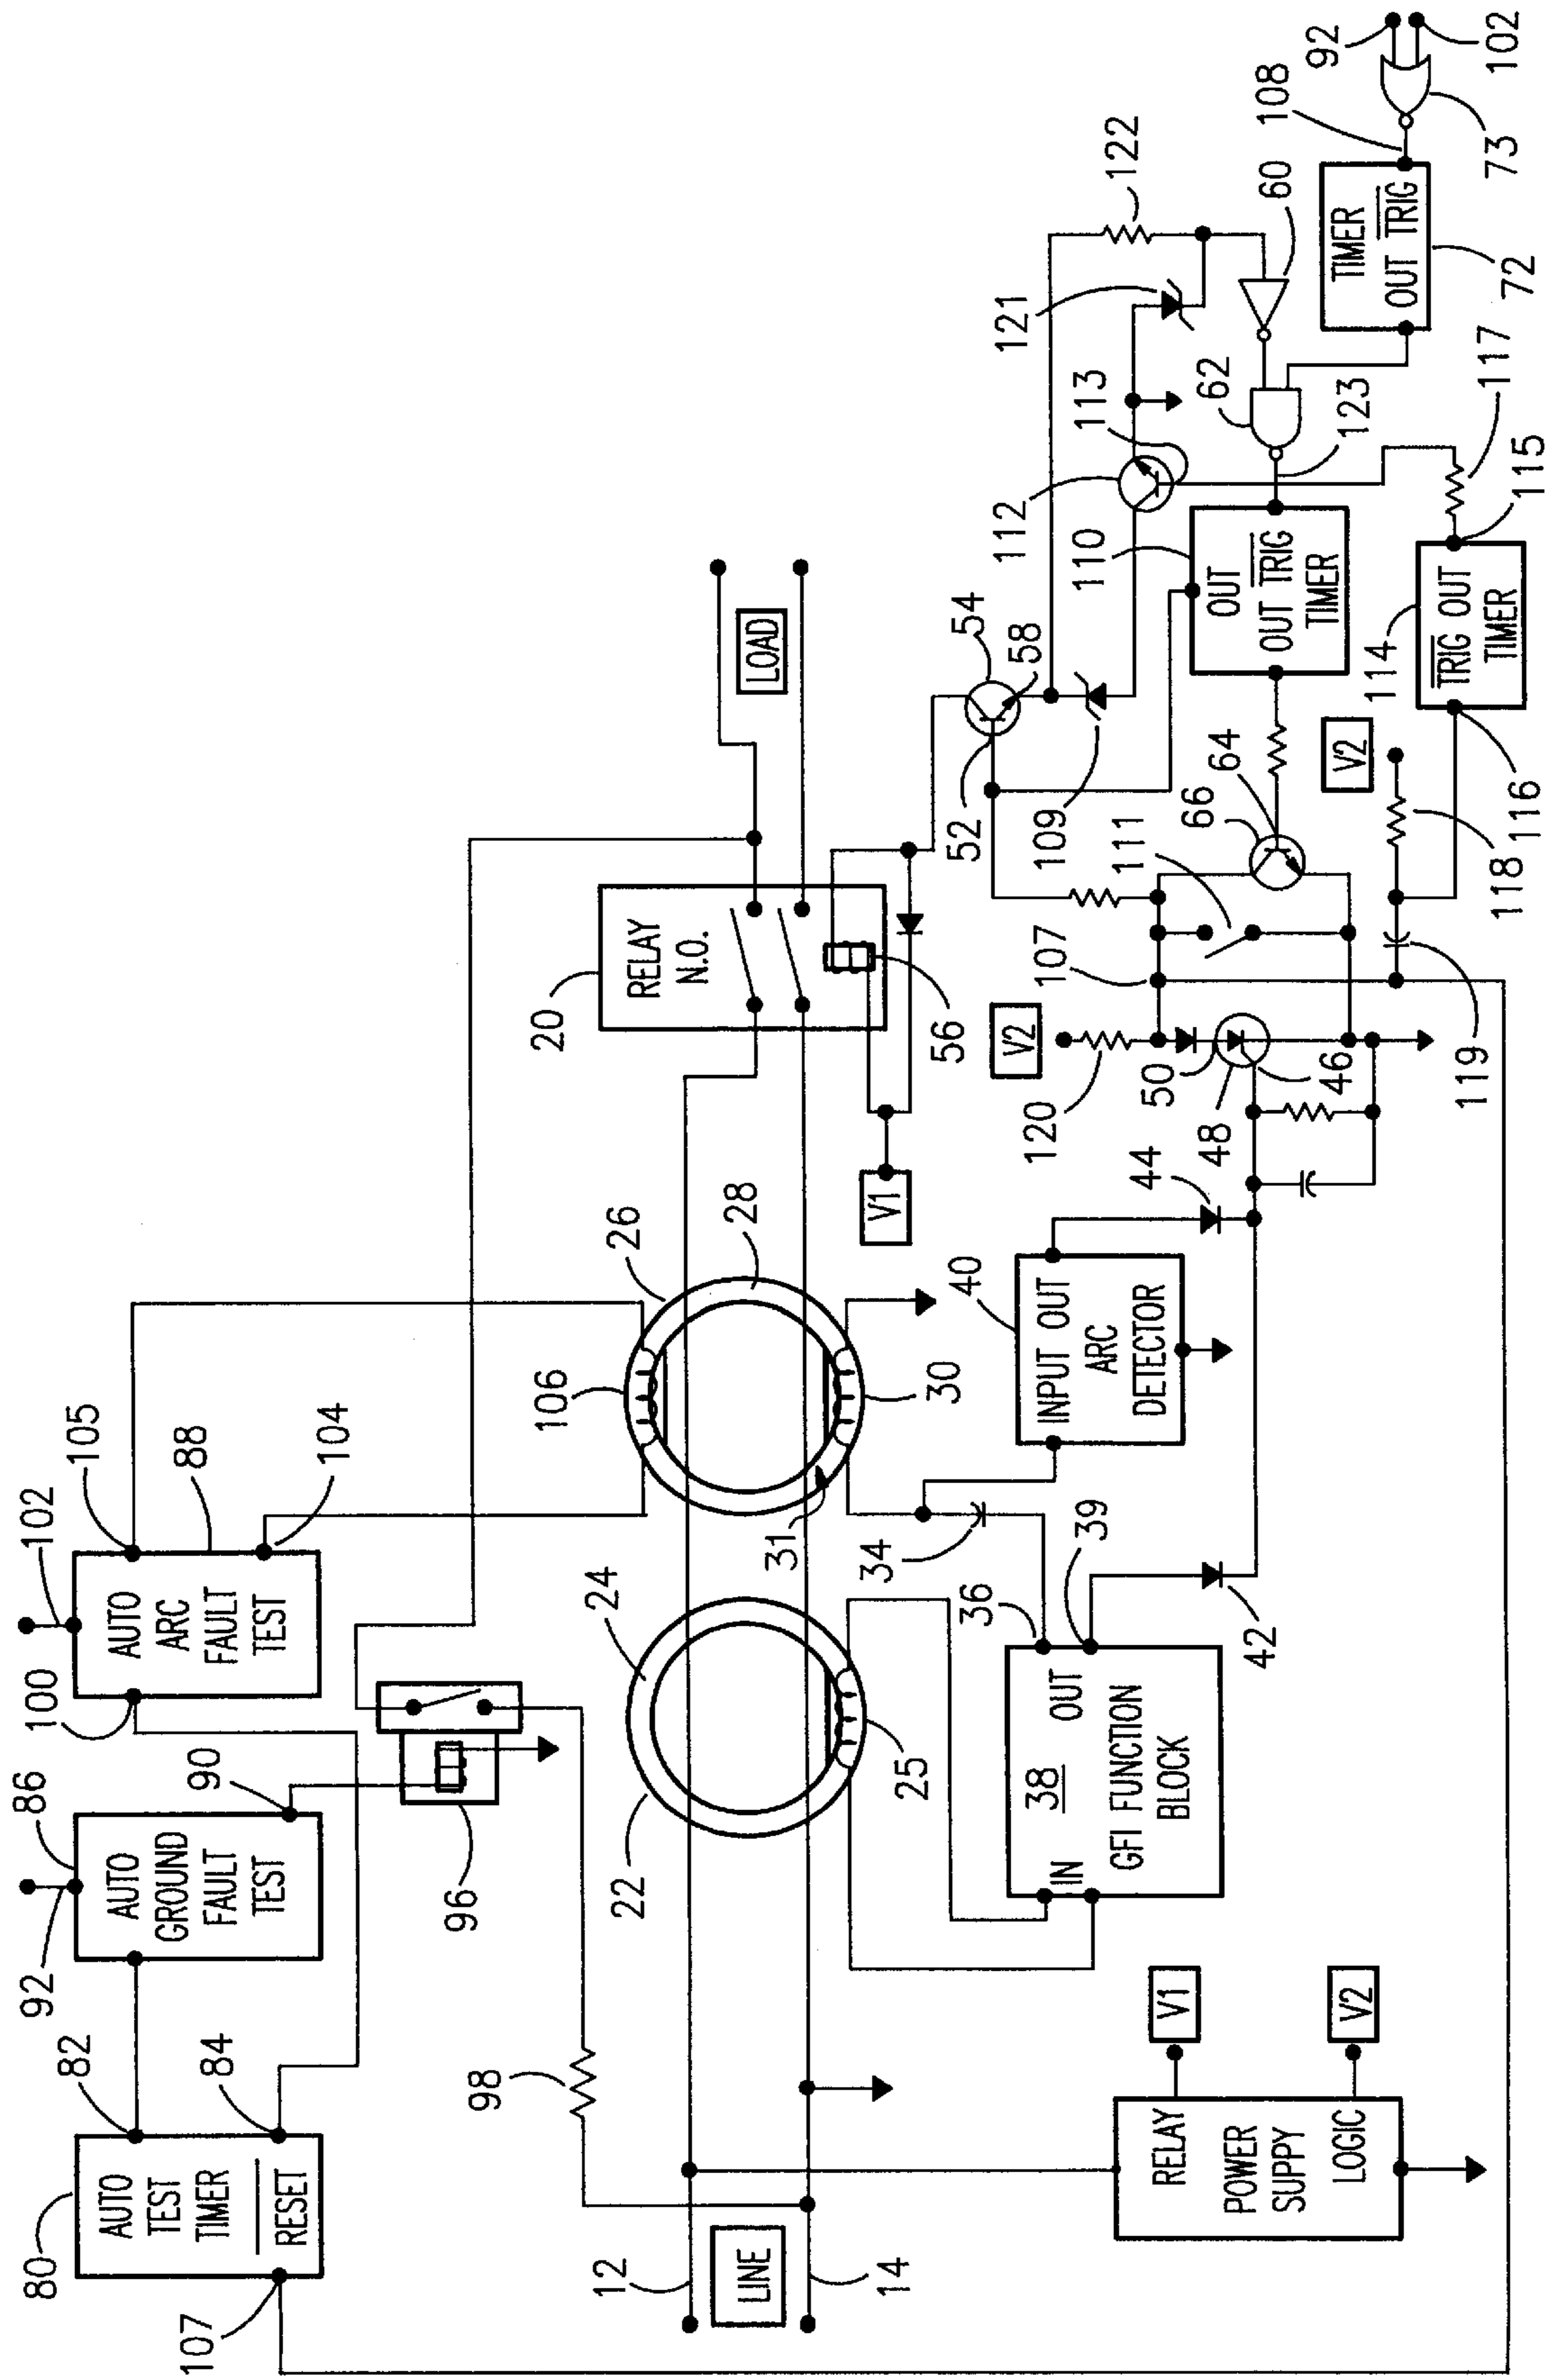 80
AUTO
TEST
TIMER
RESET
107
82
84
92
86
AUTO
GROUND
FAULT
TEST
90
100
102
AUTO
ARC
FAULT
TEST
105
88
104
96
98
12
LINE
14
22
24
25
106
26
28
30
31
34
36
39
42
IN
OUT
38
GFI FUNCTION
BLOCK
RELAY
POWER
SUPPY
LOGIC
V1
V2
40
INPUT OUT
ARC
DETECTOR
44
48
46
50
120
V2
107
119
V1
20
RELAY
N.O.
56
LOAD
52
54
58
109
111
66
64
V2
118
116
110
OUT
OUT TRIG
TIMER
112
113
114
TRIG OUT
TIMER
115
117
123
62
121
60
122
TIMER
OUT TRIG
72
108
73
92
102